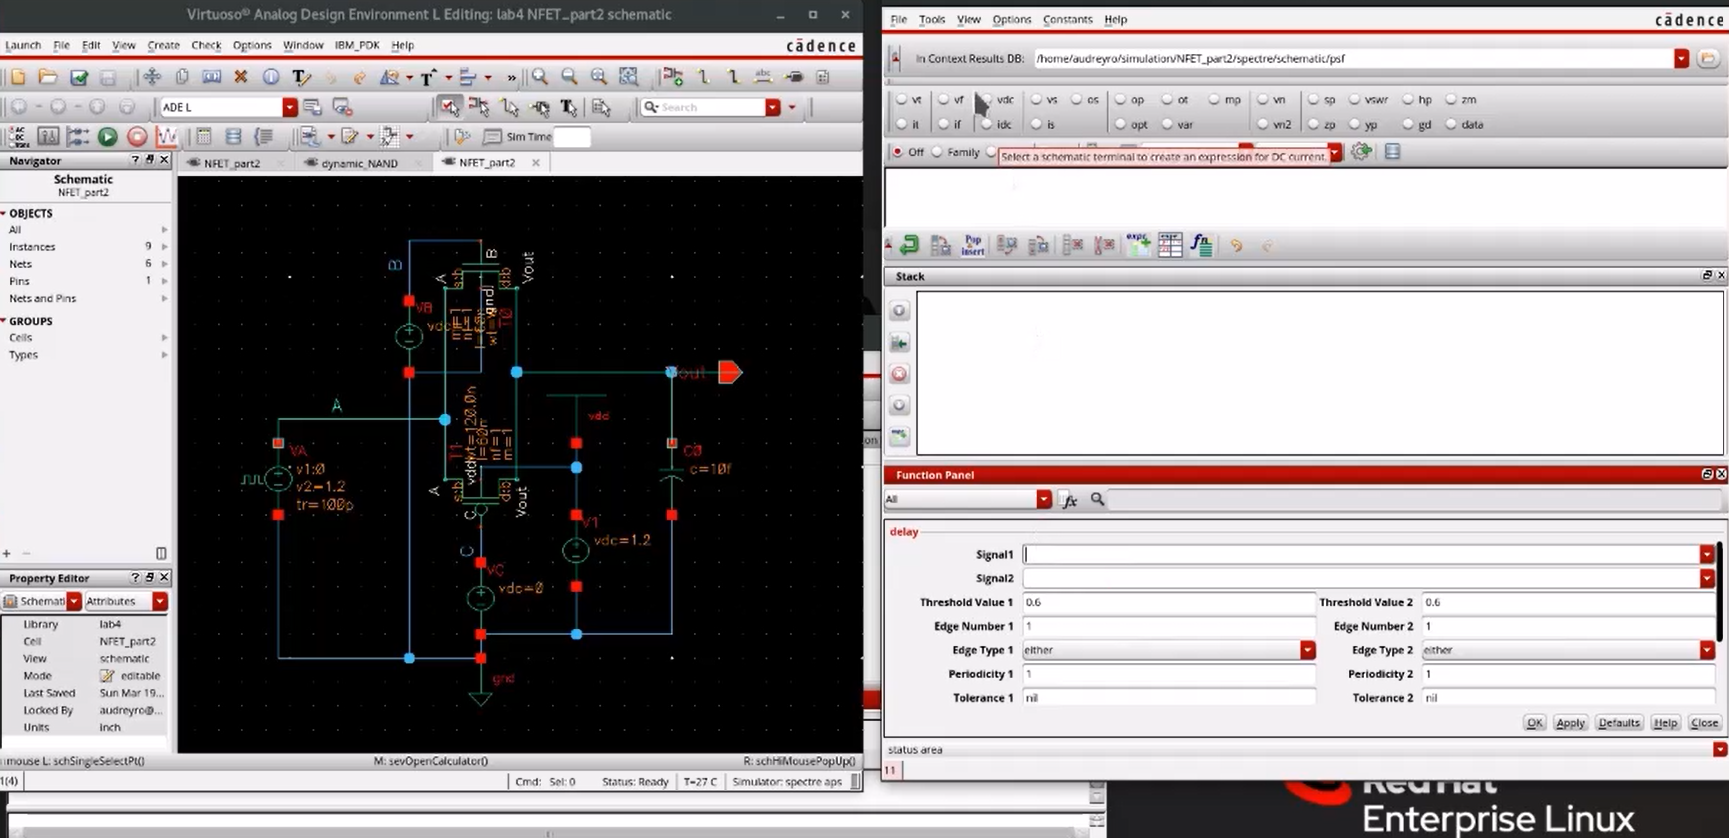 Virtuoso® Analog Design Environment L Editing: lab4 NFET_part2 schematic
Launch File Edit View Create Check Options Window IBM_PDK Help
cādence
ADE L
Search
Sim Time
Navigator
NFET_part2
dynamic_NAND
NFET_part2
Schematic
NFET_part2
OBJECTS
All
Instances 9
Nets 6
Pins 1
Nets and Pins
GROUPS
Cells
Types
Property Editor
Schemati
Attributes
Library lab4
Cell NFET_part2
View schematic
Mode editable
Last Saved Sun Mar 19...
Locked By audreyro@...
Units inch
B
B
A
Vout
VB
gnd
T0
A
VA
v1:0
v2=1.2
tr=100p
vdd
C0
c=10f
T1
A
Vout
V1
vdc=1.2
C
C
VC
vdc=0
gnd
mouse L: schSingleSelectPt()
M: sevOpenCalculator()
R: schHiMousePopUp()
1(4)
Cmd: Sel: 0
Status: Ready
T=27 C
Simulator: spectre aps
File Tools View Options Constants Help
cādence
In Context Results DB: /home/audreyro/simulation/NFET_part2/spectre/schematic/psf
vt vf vdc vs os op ot mp vn sp vswr hp zm
it if idc is opt var vn2 zp yp gd data
Off Family
Select a schematic terminal to create an expression for DC current.
Pop
insert
Stack
Function Panel
All
fx
delay
Signal1
Signal2
Threshold Value 1 0.6 Threshold Value 2 0.6
Edge Number 1 1 Edge Number 2 1
Edge Type 1 either Edge Type 2 either
Periodicity 1 1 Periodicity 2 1
Tolerance 1 nil Tolerance 2 nil
OK Apply Defaults Help Close
status area
11
Enterprise Linux